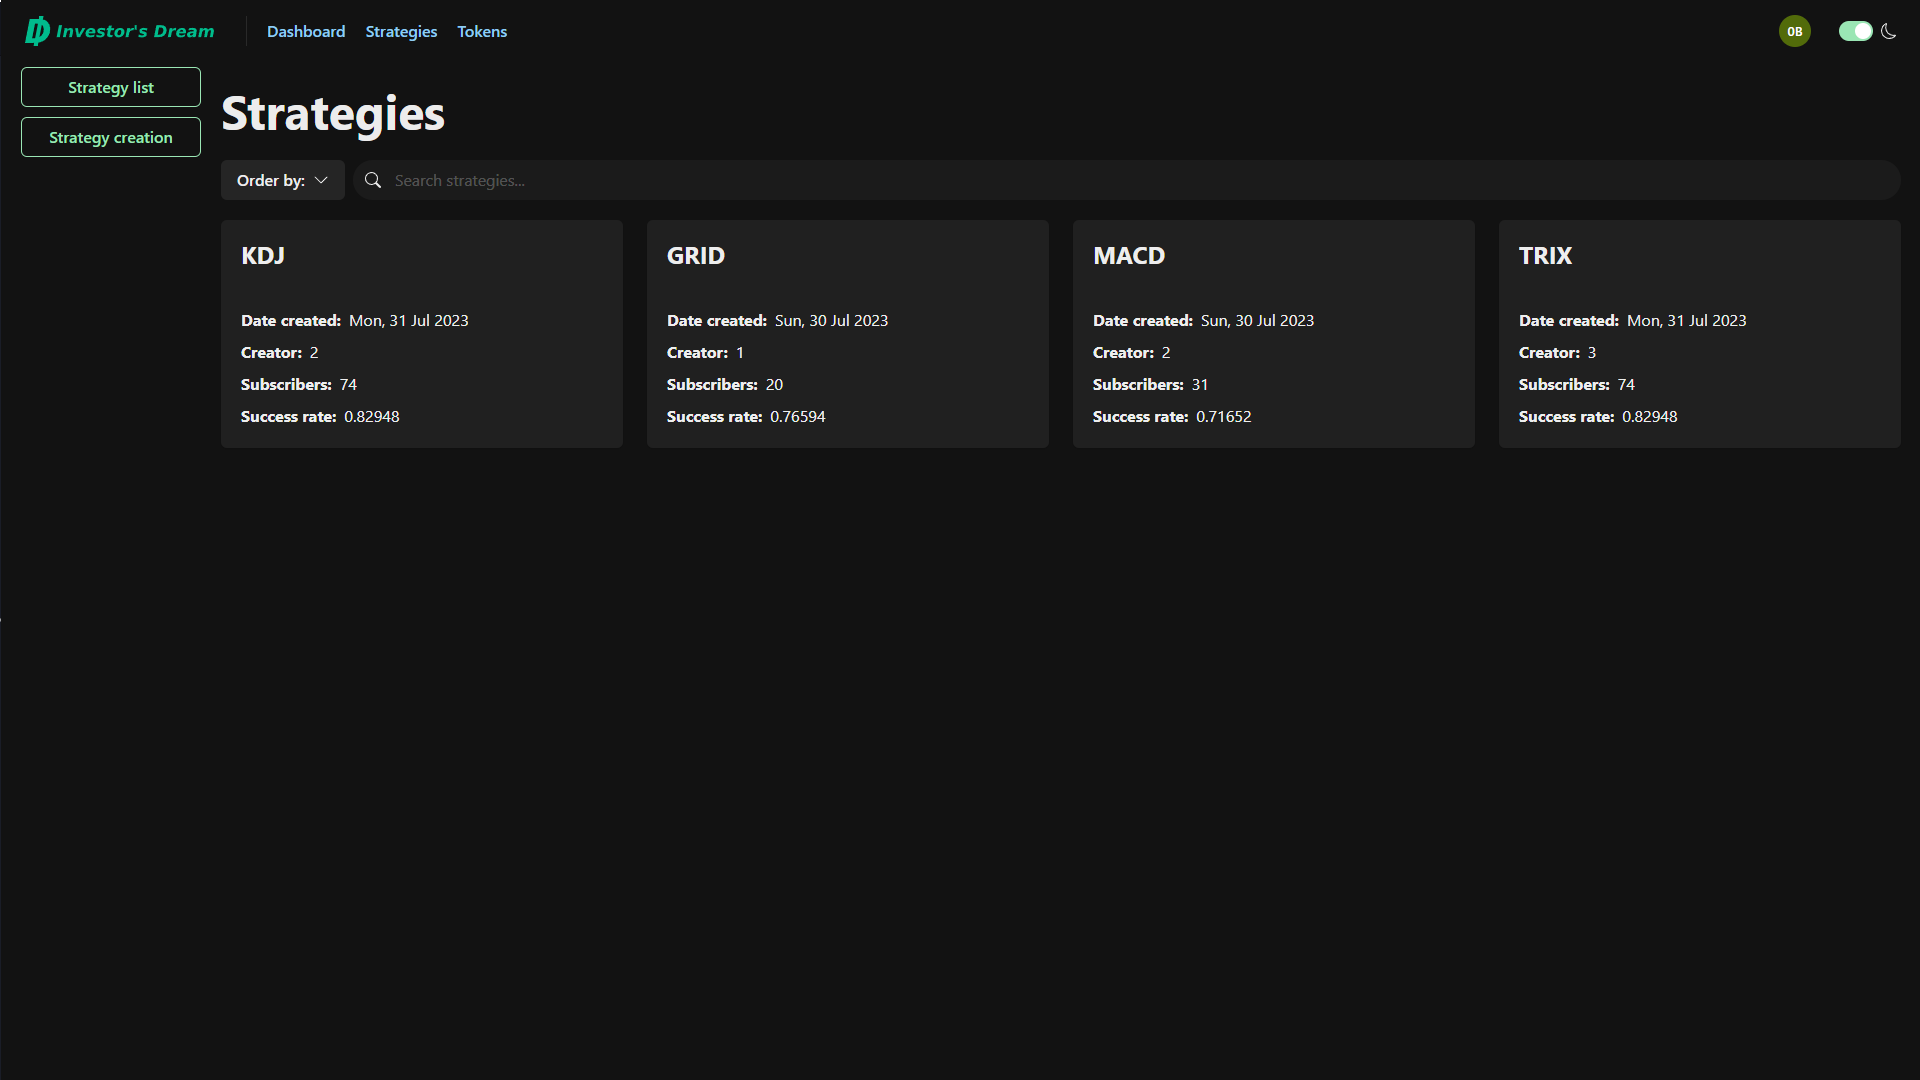 Investor's Dream
Dashboard Strategies Tokens
OB
Strategy list
Strategy creation
Strategies
Order by:
Search strategies...
KDJ
Date created: Mon, 31 Jul 2023
Creator: 2
Subscribers: 74
Success rate: 0.82948
GRID
Date created: Sun, 30 Jul 2023
Creator: 1
Subscribers: 20
Success rate: 0.76594
MACD
Date created: Sun, 30 Jul 2023
Creator: 2
Subscribers: 31
Success rate: 0.71652
TRIX
Date created: Mon, 31 Jul 2023
Creator: 3
Subscribers: 74
Success rate: 0.82948